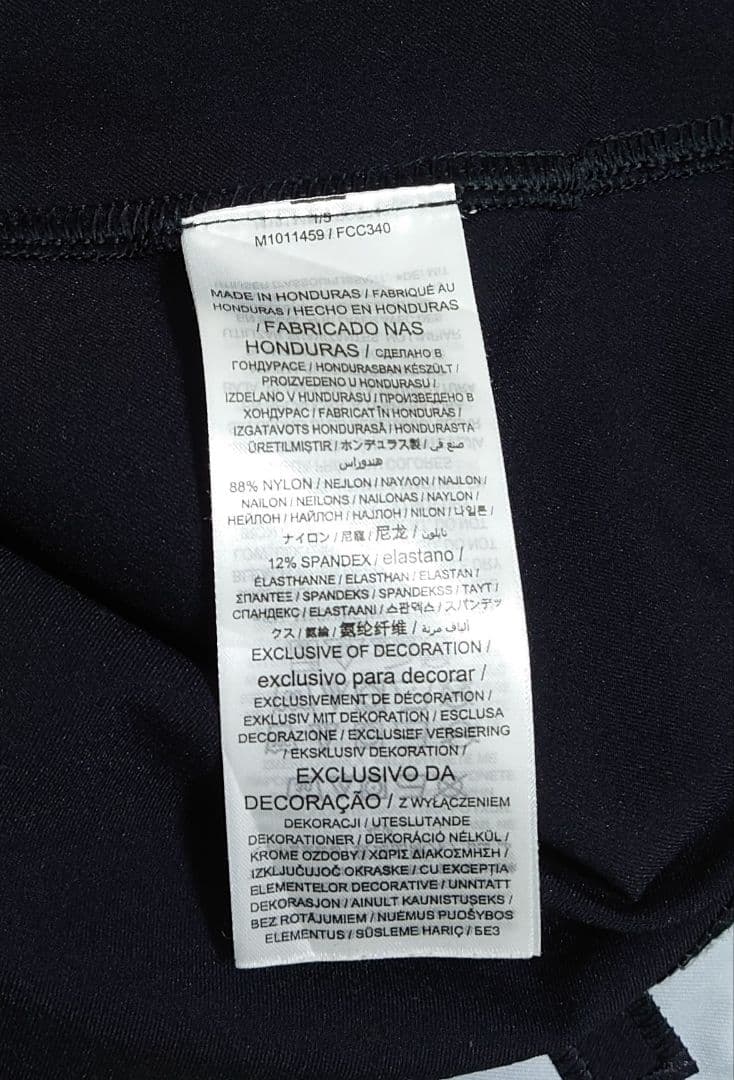 1/5
M1011459 / FCC340
MADE IN HONDURAS / FABRIQUÉ AU
HONDURAS / HECHO EN HONDURAS
/ FABRICADO NAS
HONDURAS / СДЕЛАНО В
ГОНДУРАСЕ / HONDURASBAN KÉSZÜLT /
PROIZVEDENO U HONDURASU /
IZDELANO V HUNDURASU / ПРОИЗВЕДЕНО В
ХОНДУРАС / FABRICAT ÎN HONDURAS /
IZGATAVOTS HONDURASĀ / HONDURAS'TA
ÜRETILMIŞTIR / ホンデュラス製 / صنع في
هندوراس
88% NYLON / NEJLON / ΝΑΥΛΟΝ / NAJLON /
NAILON / NEILONS / NAILONAS / NAYLON /
НЕЙЛОН / НАЙЛОН / НАЈЛОН / NILON / 나일론 /
ナイロン / 尼龍 / 尼龙 / نايلون
12% SPANDEX / elastano /
ÉLASTHANNE / ELASTHAN / ELASTAN /
ΣΠΑΝΤΕΞ / SPANDEKS / SPANDEKSS / TAYT /
СПАНДЕКС / ELASTAANI / 스판덱스 / スパンデッ
クス / 氨綸 / 氨纶纤维 / ألياف مرنة
EXCLUSIVE OF DECORATION /
exclusivo para decorar /
EXCLUSIVEMENT DE DÉCORATION /
EXKLUSIV MIT DEKORATION / ESCLUSA
DECORAZIONE / EXCLUSIEF VERSIERING
/ EKSKLUSIV DEKORATION /
EXCLUSIVO DA
DECORAÇÃO / Z WYŁĄCZENIEM
DEKORACJI / UTESLUTANDE
DEKORATIONER / DEKORÁCIÓ NÉLKÜL /
KROMĚ OZDOBY / ΧΩΡΙΣ ΔΙΑΚΟΣΜΗΣΗ /
IZKLJUČUJOČ OKRASKE / CU EXCEPȚIA
ELEMENTELOR DECORATIVE / UNNTATT
DEKORASJON / AINULT KAUNISTUSEKS /
BEZ ROTĀJUMIEM / NUĖMUS PUOŠYBOS
ELEMENTUS / SÜSLEME HARIÇ / БЕЗ